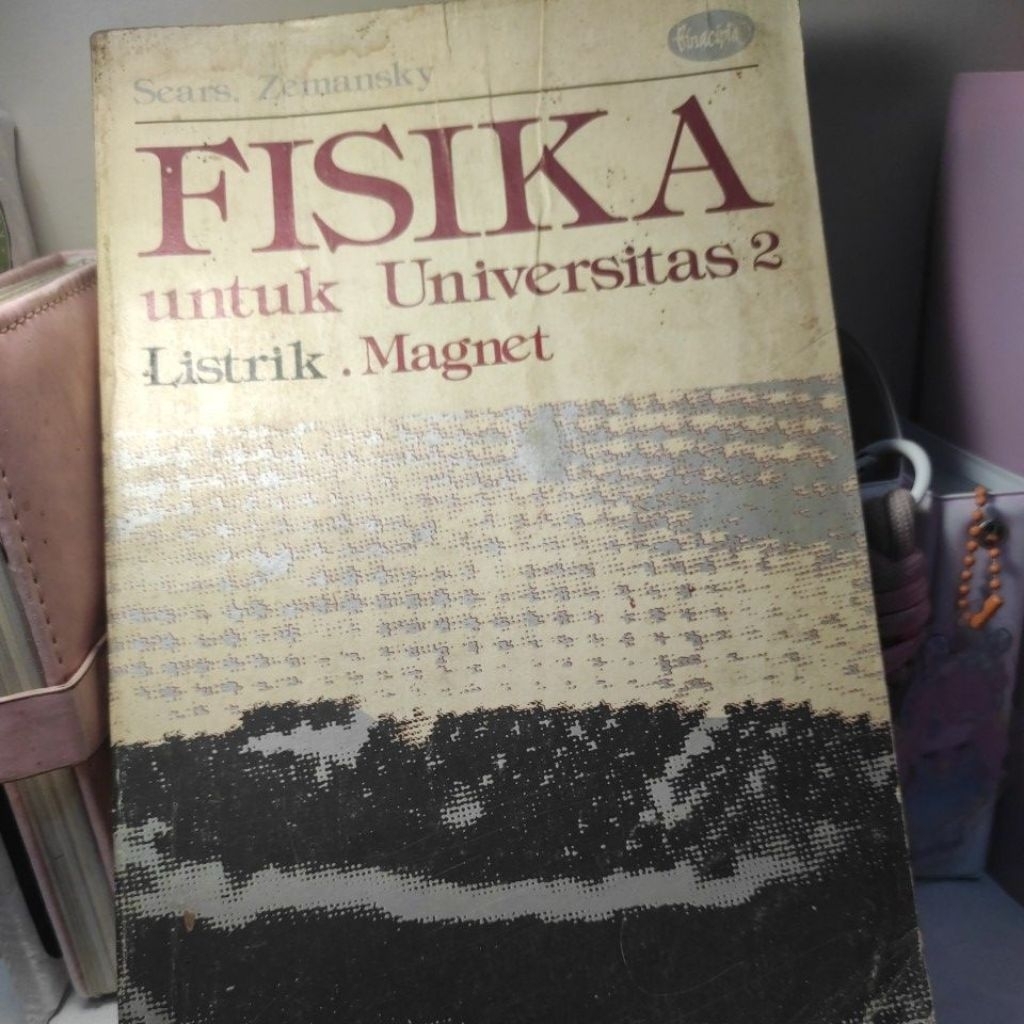 Binacipta
Sears, Zemansky
FISIKA
untuk Universitas 2
Listrik . Magnet